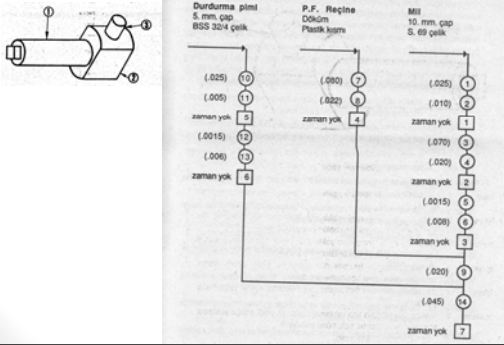 ①
③
②
Durdurma pimi
5. mm. çap
BSS 32/4 çelik
P.F. Reçine
Döküm
Plastik kısmı
Mil
10. mm. çap
S. 69 çelik
(.025) 10
(.005) 11
zaman yok 5
(.0015) 12
(.006) 13
zaman yok 6
(.080) 7
(.022) 8
zaman yok 4
(.025) 1
(.010) 2
zaman yok 1
(.070) 3
(.020) 4
zaman yok 2
(.0015) 5
(.008) 6
zaman yok 3
(.020) 9
(.045) 14
zaman yok 7